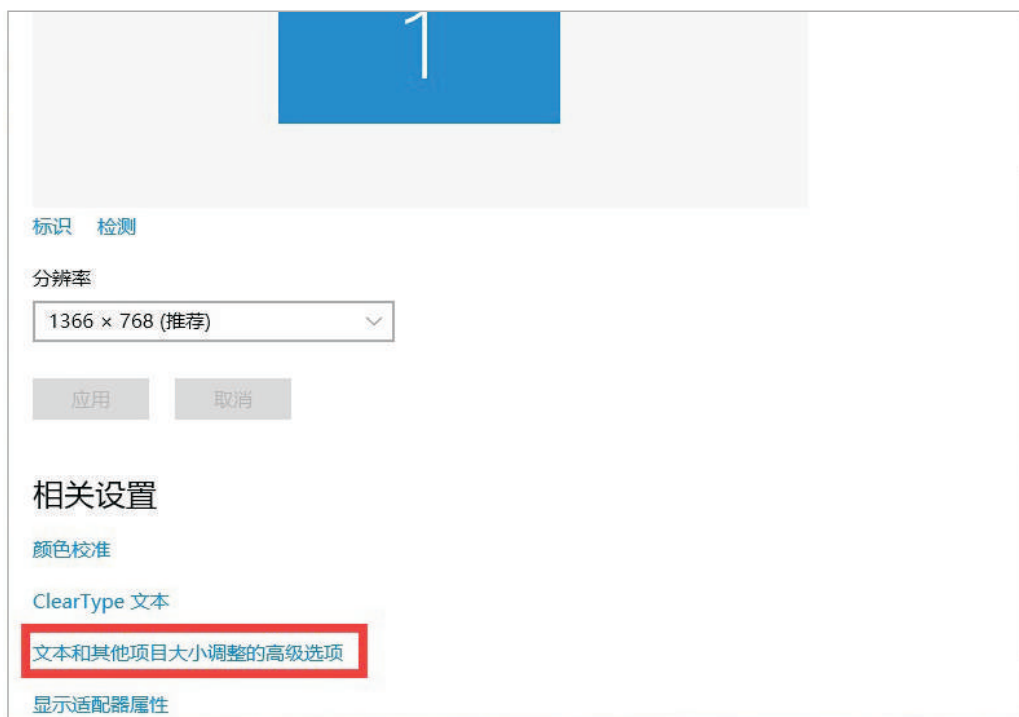 1
标识 检测
分辨率
1366 × 768 (推荐)
应用 取消
相关设置
颜色校准
ClearType 文本
文本和其他项目大小调整的高级选项
显示适配器属性